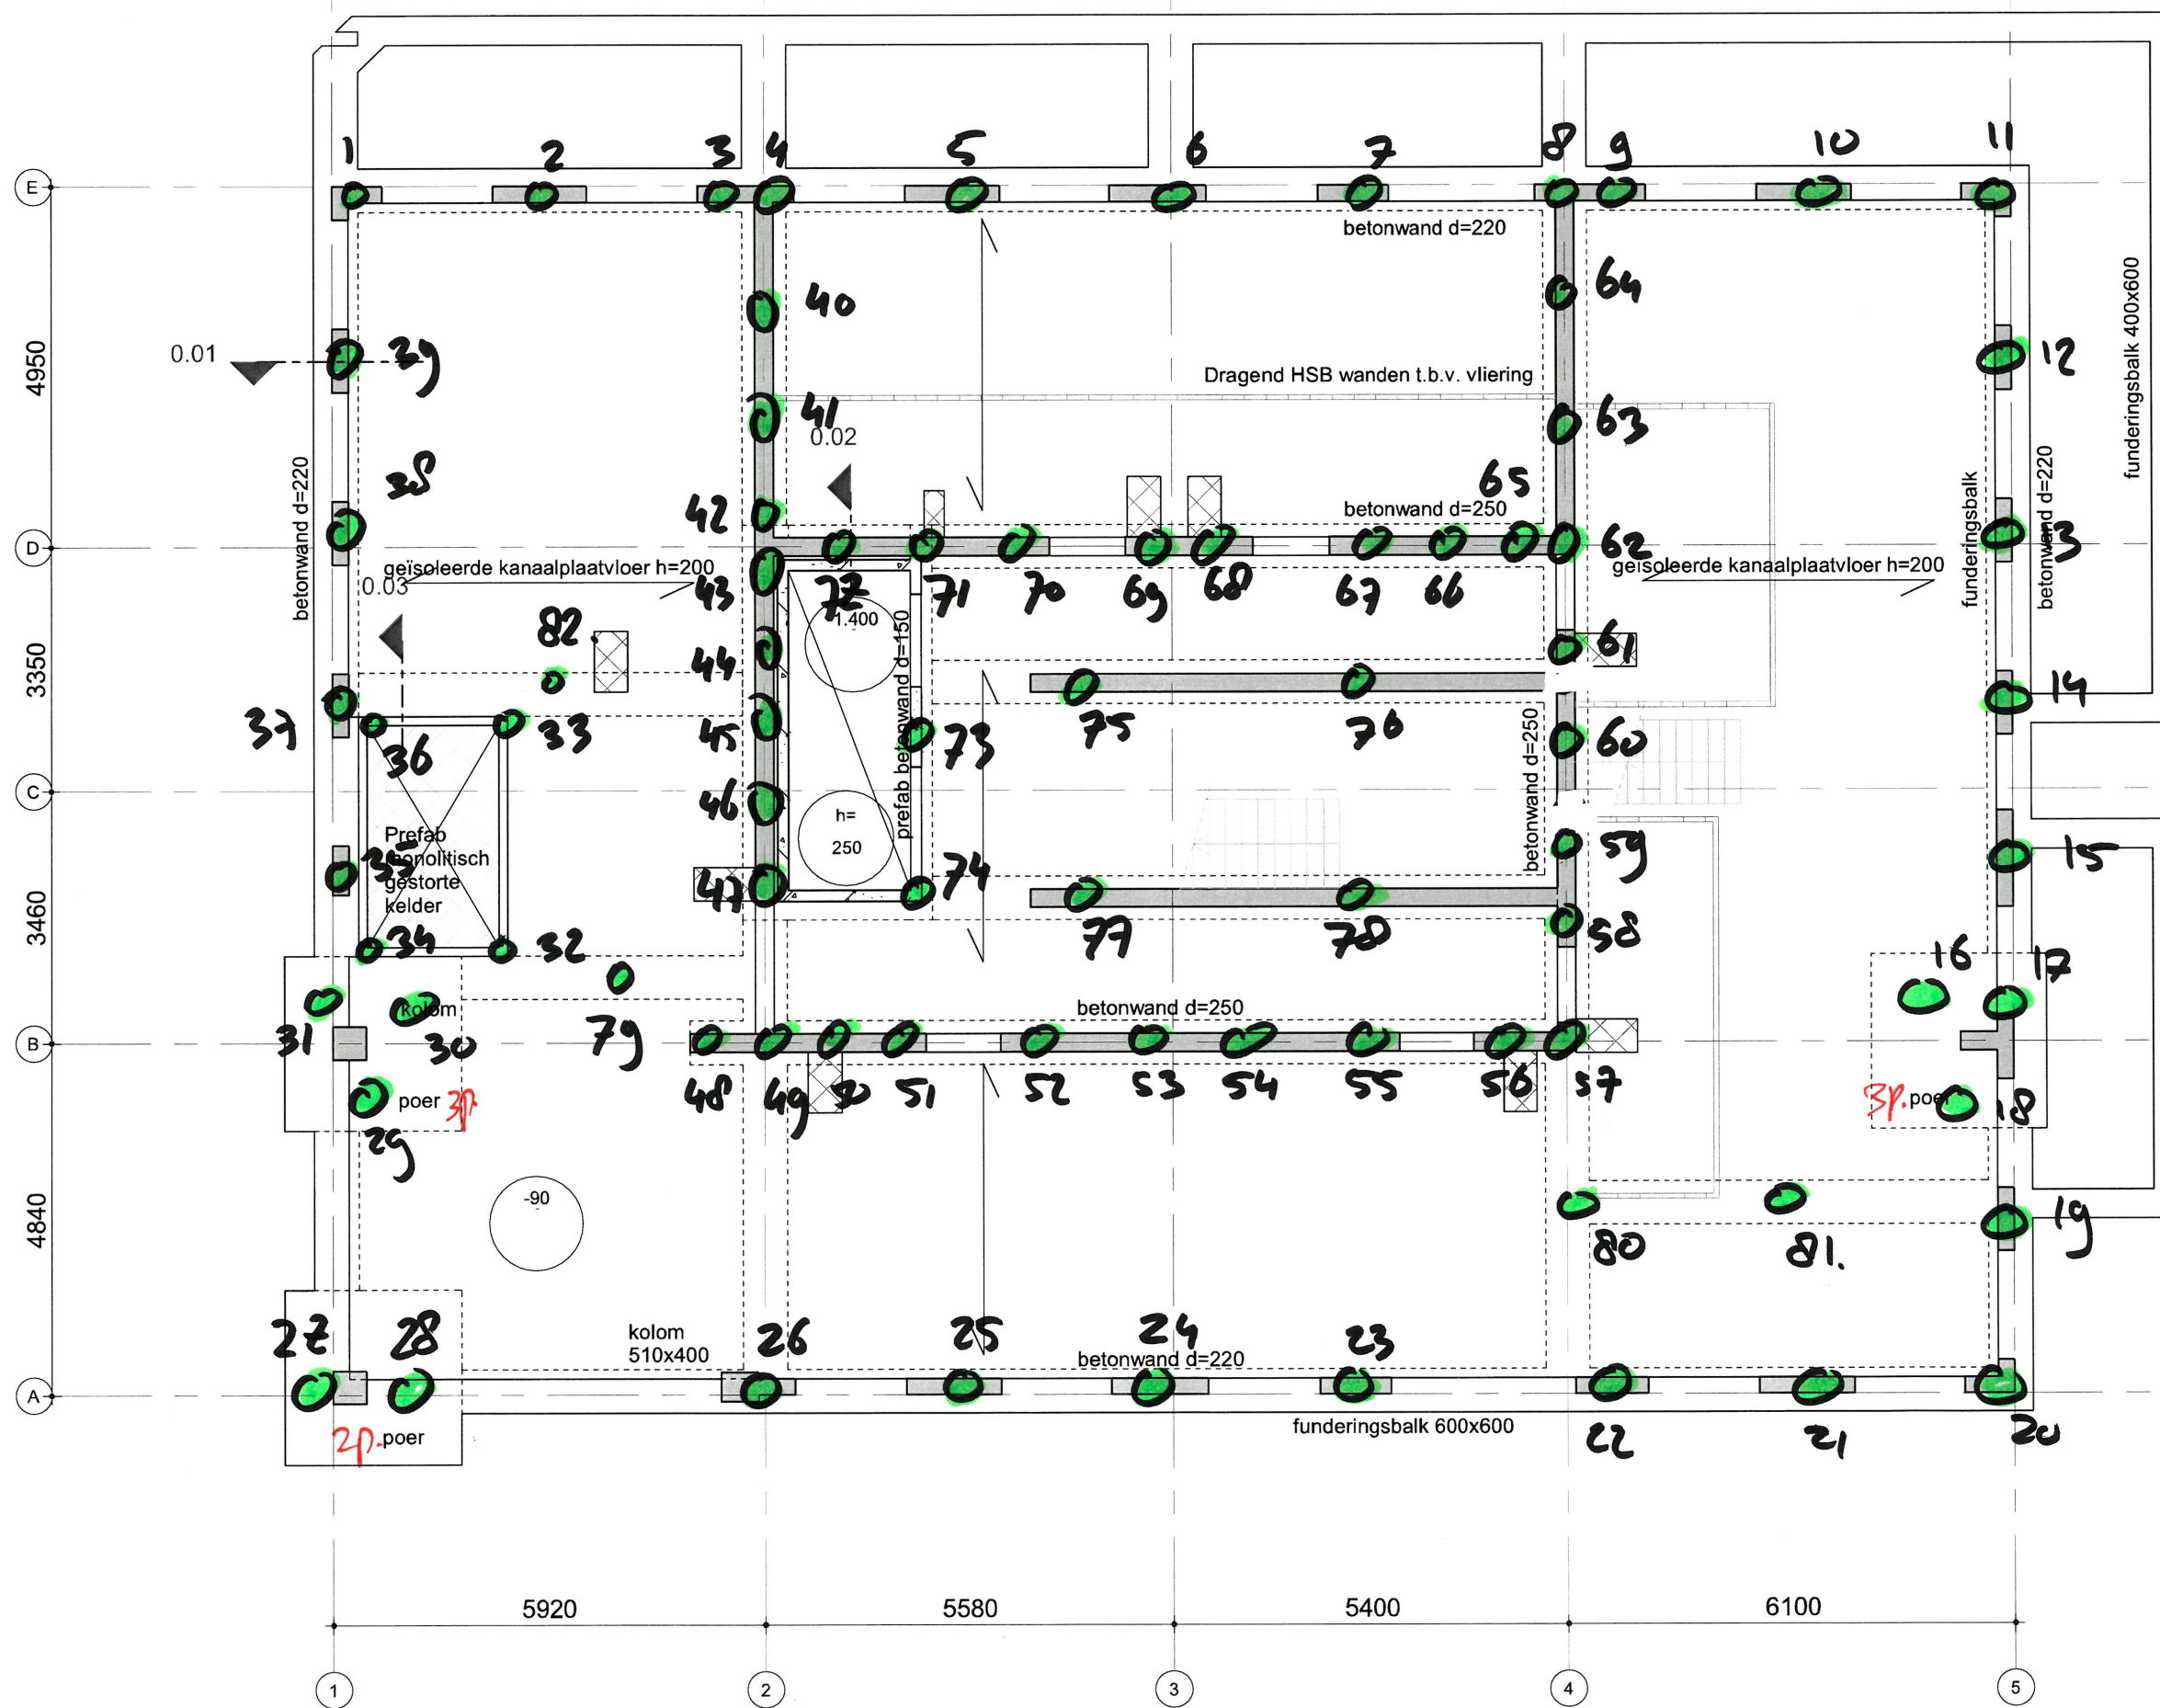 1 2 3 4 5 6 7 8 9 10 11
E
betonwand d=220
40
64
funderingsbalk 400x600
4950
0.01
39
12
Dragend HSB wanden t.b.v. vliering
41
0.02
63
38
42
65
betonwand d=250
betonwand d=220
funderingsbalk
betonwand d=220
D
62
13
geïsoleerde kanaalplaatvloer h=200
geïsoleerde kanaalplaatvloer h=200
0.03
43 72 71 70 69 68 67 66
1.400
prefab betonwand d=150
82
44
61
3350
37
36
33
45
73
75
76
60
14
betonwand d=250
C
46
h=
250
Prefab
monolitisch
gestorte
kelder
35
47
74
59
15
3460
34
32
77
78
58
16
17
31
kolom
30
79
betonwand d=250
B
48 49 50 51 52 53 54 55 56 57
poer 3p
3p. poer
18
29
-90
4840
80
81.
19
27
28
kolom
510x400
26
25
24
23
betonwand d=220
A
2p. poer
funderingsbalk 600x600
22
21
20
5920 5580 5400 6100
1 2 3 4 5